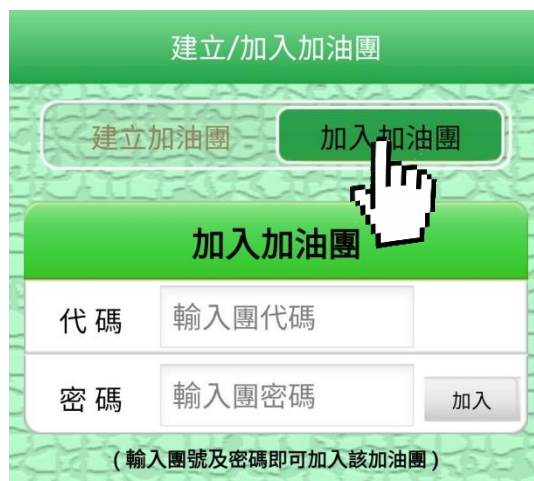 建立/加入加油團
建立加油團 加入加油團
加入加油團
代 碼 輸入團代碼
密 碼 輸入團密碼 加入
( 輸入團號及密碼即可加入該加油團 )